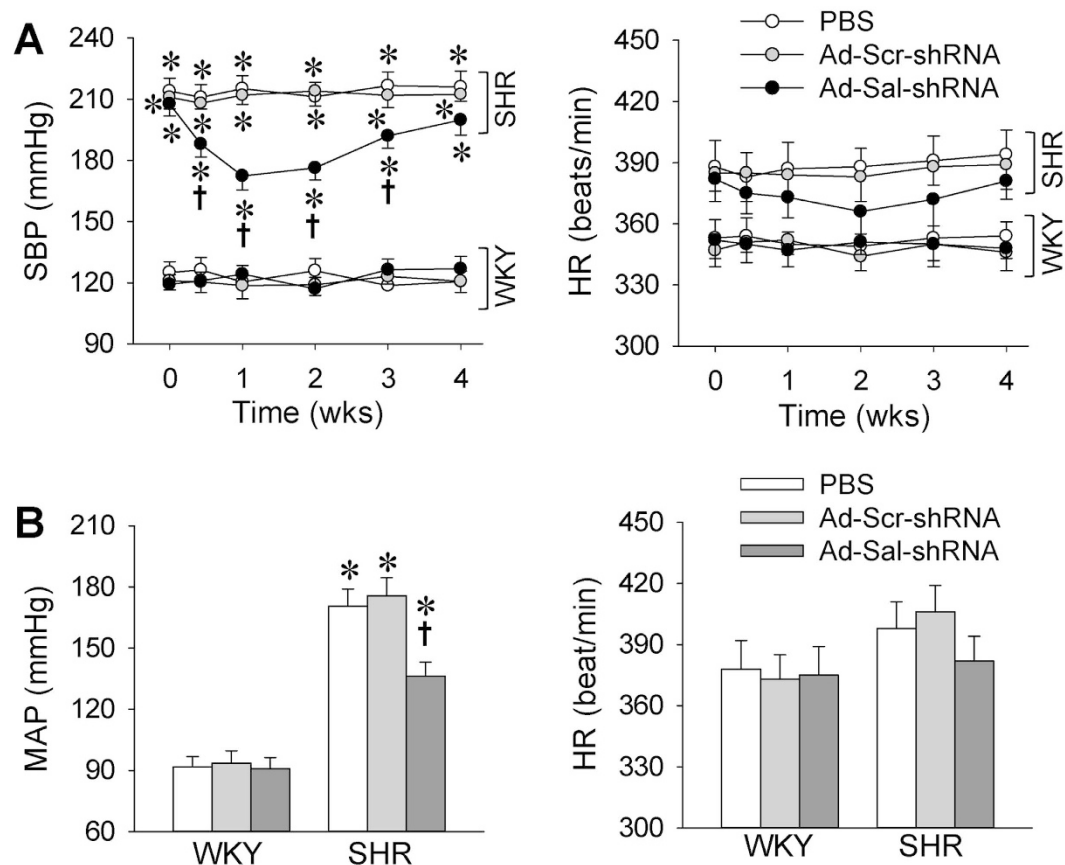 A
SBP (mmHg)
240
210
180
150
120
90
* * * * * *
* * * * * * * *
* * * *
† † † †
SHR
WKY
0 1 2 3 4
Time (wks)
PBS
Ad-Scr-shRNA
Ad-Sal-shRNA
HR (beats/min)
450
420
390
360
330
300
SHR
WKY
0 1 2 3 4
Time (wks)
B
MAP (mmHg)
210
180
150
120
90
60
* * *
†
WKY SHR
PBS
Ad-Scr-shRNA
Ad-Sal-shRNA
HR (beat/min)
450
420
390
360
330
300
WKY SHR